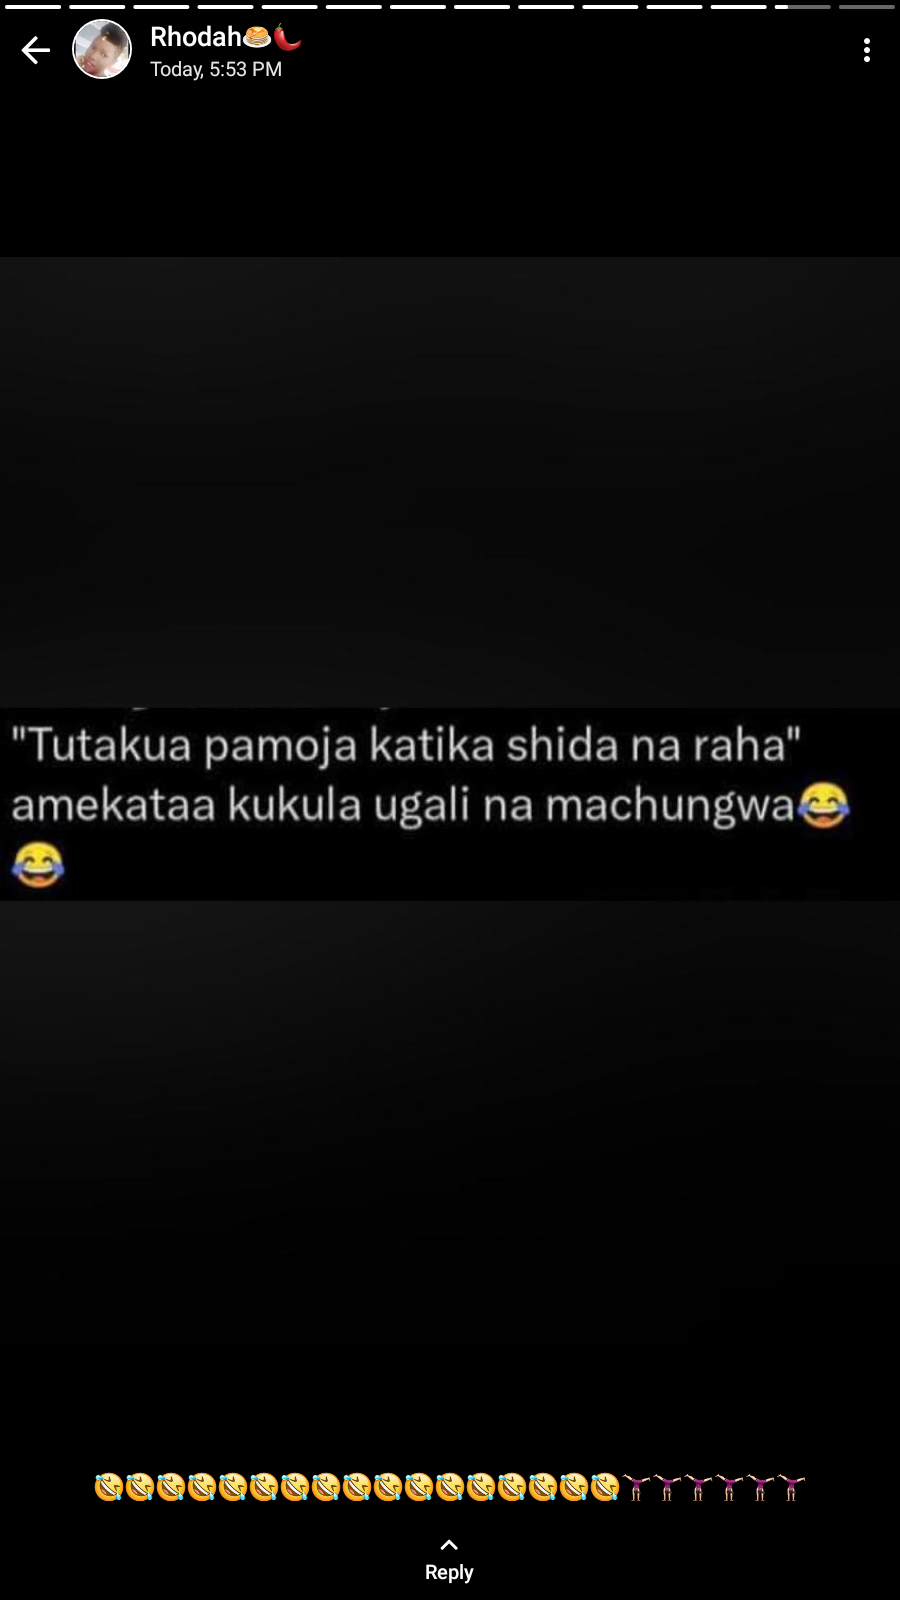 Rhodah🥞🌶️
Today, 5:53 PM
"Tutakua pamoja katika shida na raha"
amekataa kukula ugali na machungwa😂
😂
🤣🤣🤣🤣🤣🤣🤣🤣🤣🤣🤣🤣🤣🤣🤣🤣🤣🤸‍♀️🤸‍♀️🤸‍♀️🤸‍♀️🤸‍♀️🤸‍♀️
Reply